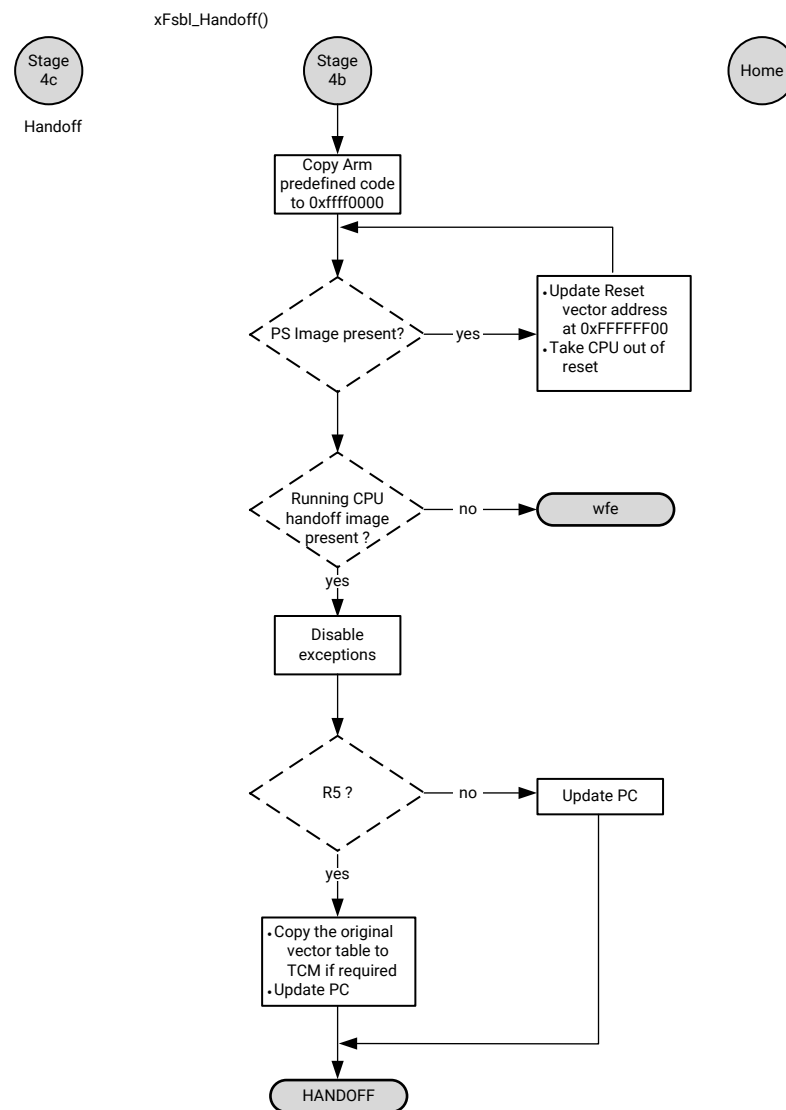 xFsbl_Handoff()
Stage
4c
Stage
4b
Home
Handoff
Copy Arm
predefined code
to 0xffff0000
PS Image present?
yes
•Update Reset
vector address
at 0xFFFFFF00
•Take CPU out of
reset
Running CPU
handoff image
present ?
no
wfe
yes
Disable
exceptions
R5 ?
no
Update PC
yes
•Copy the original
vector table to
TCM if required
•Update PC
HANDOFF